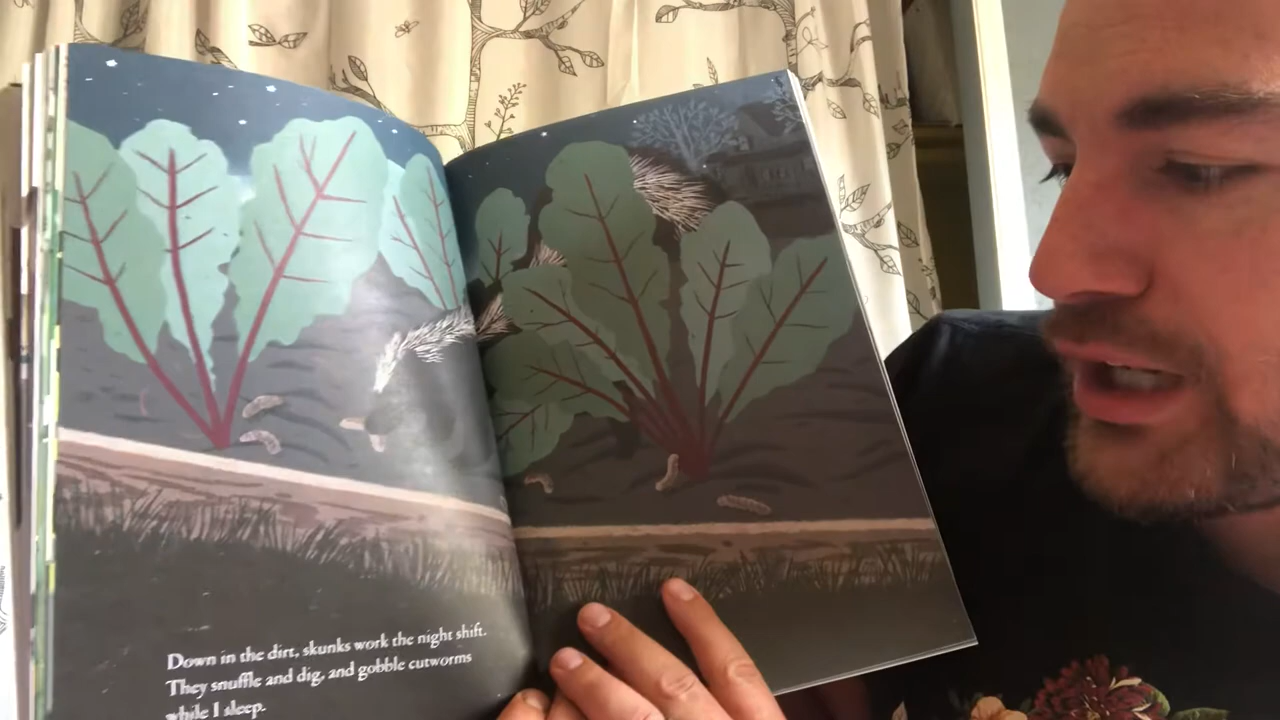 Down in the dirt, skunks work the night shift.
They snuffle and dig, and gobble cutworms
while I sleep.